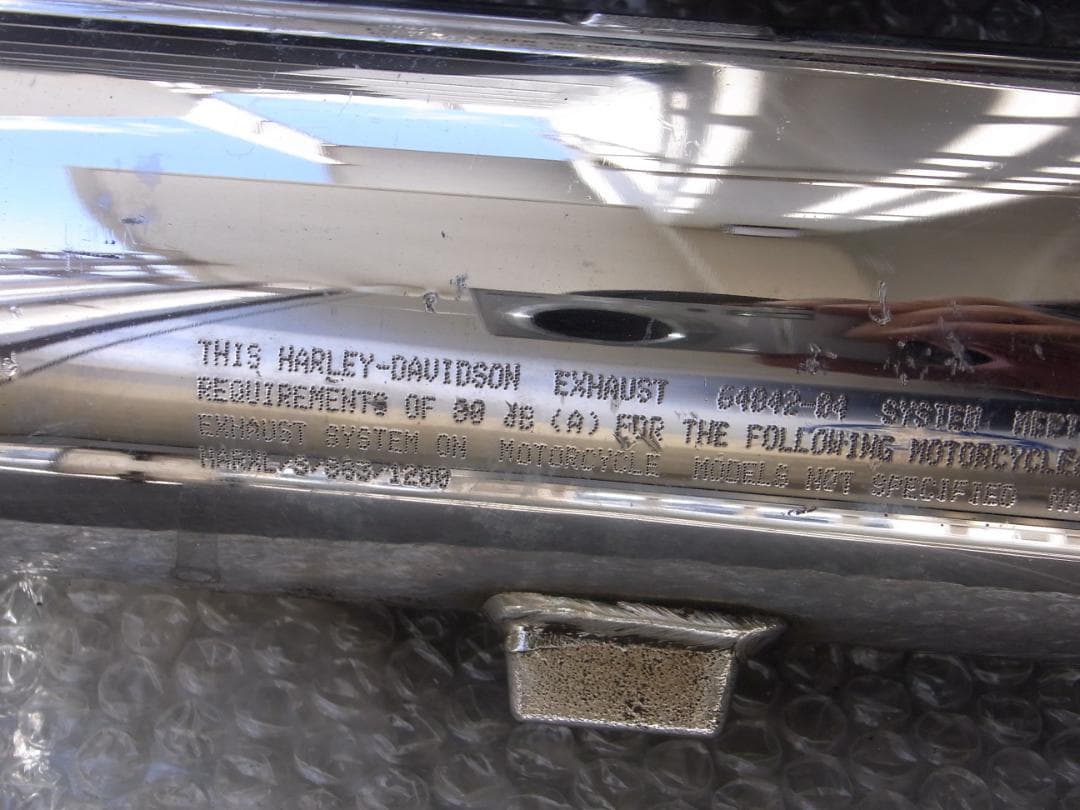 THIS HARLEY-DAVIDSON EXHAUST 64042-04 SYSTEM
REQUIREMENTS OF 80 dB (A) FOR THE FOLLOWING MOTORCYCLE
EXHAUST SYSTEM ON MOTORCYCLE MODELS NOT SPECIFIED